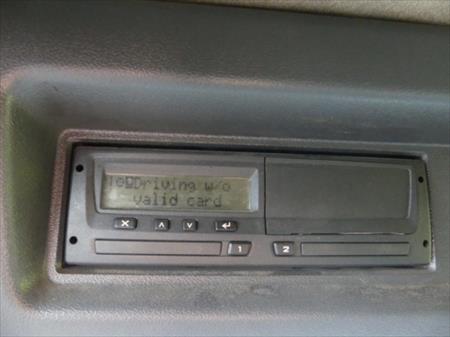 Driving w/o
valid card
1 2